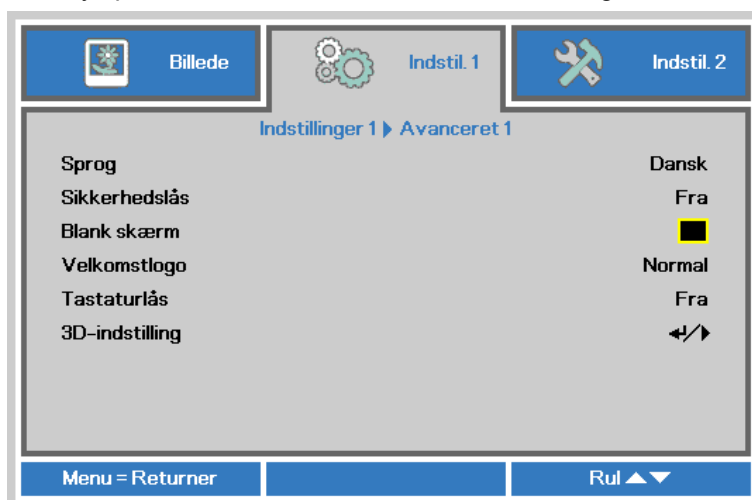 Billede
Indstil. 1
Indstil. 2
Indstillinger 1 Avanceret 1
Sprog Dansk
Sikkerhedslås Fra
Blank skærm
Velkomstlogo Normal
Tastaturlås Fra
3D-indstilling /
Menu = Returner
Rul